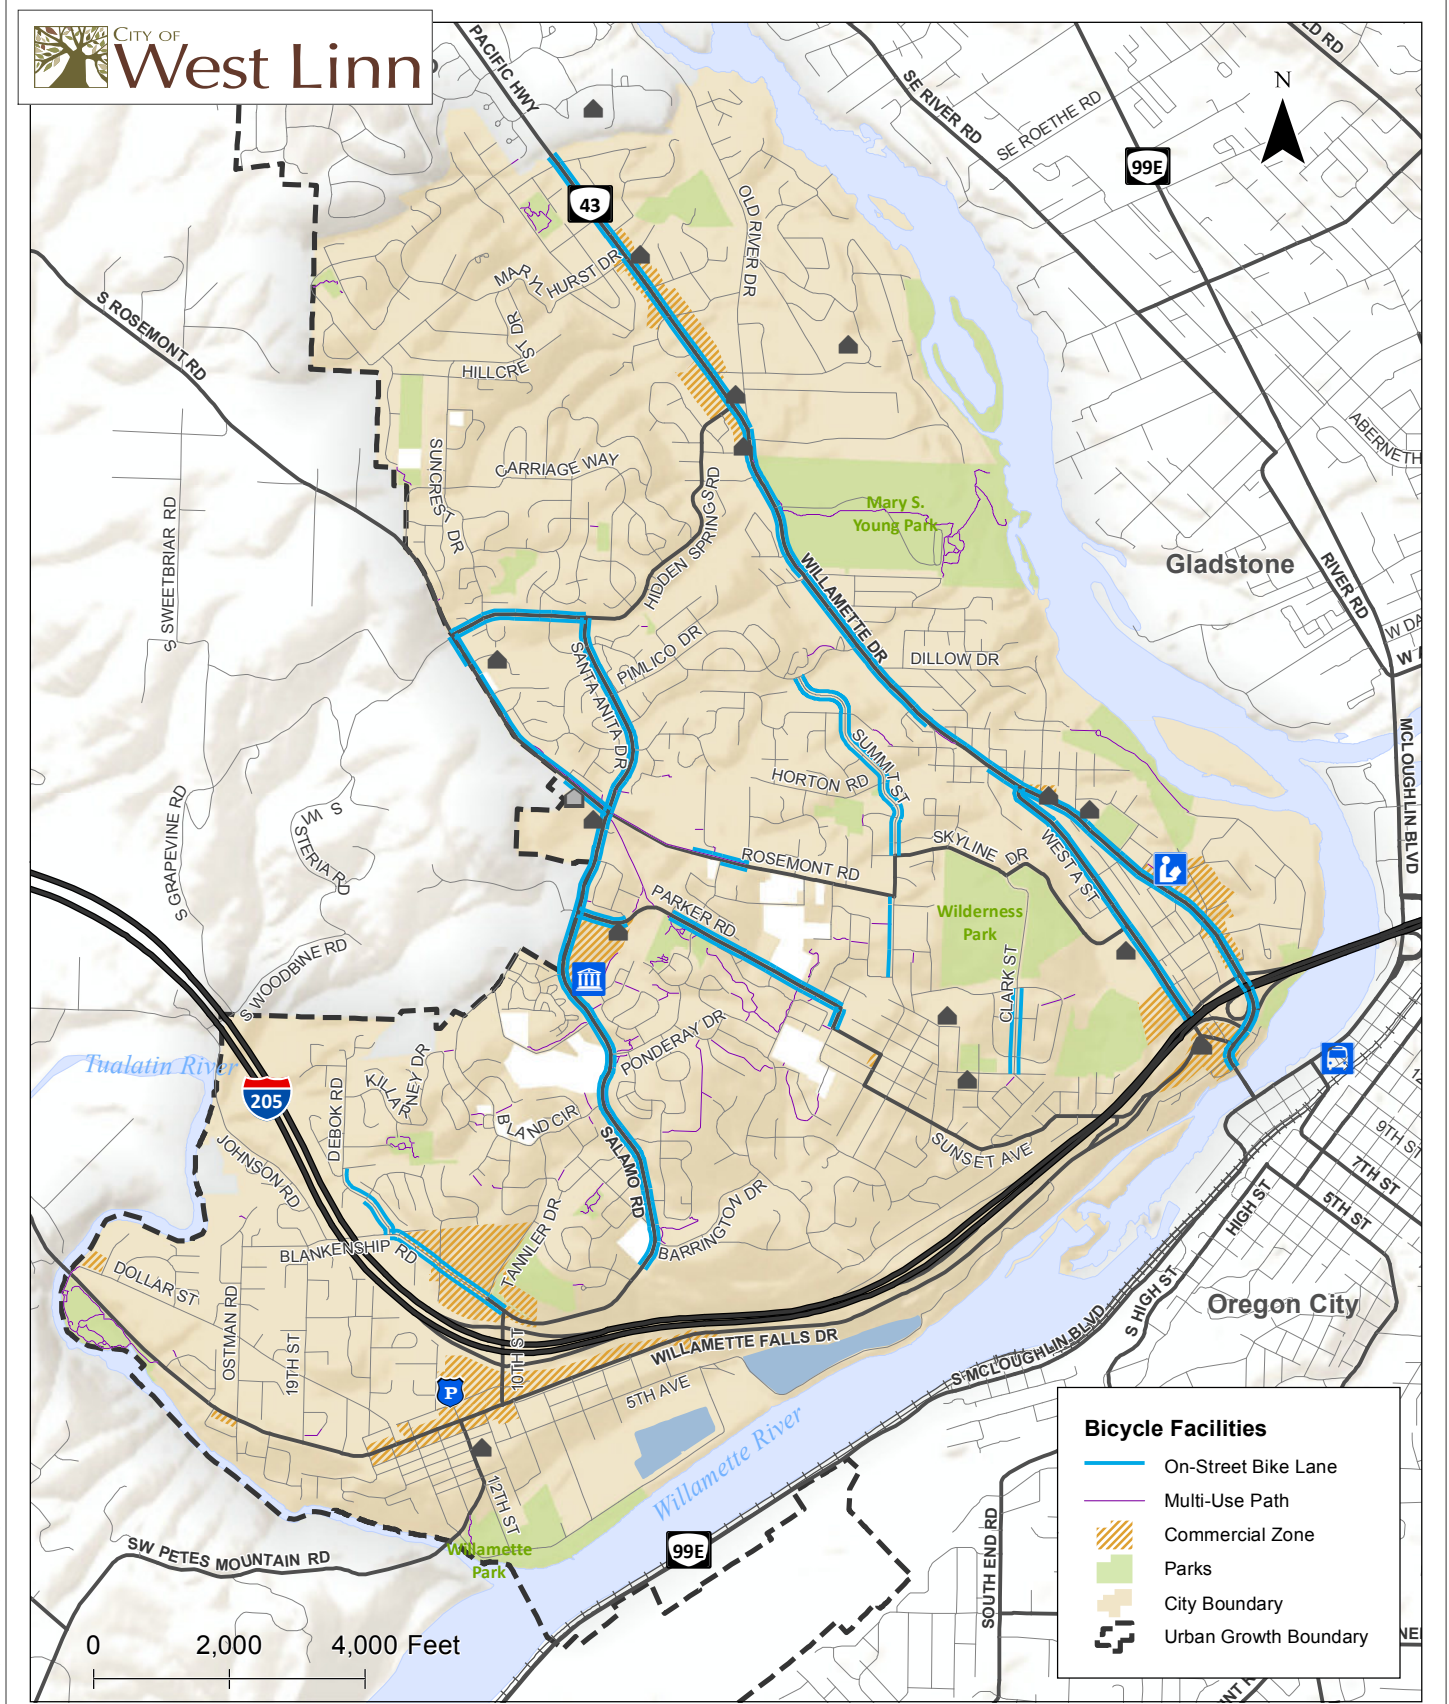 CITY OF
West Linn
PACIFIC HWY
SE RIVER RD
SE ROETHE RD
LD RD
N
99E
43
OLD RIVER DR
MARYLHURST DR
HILLCREST DR
S ROSEMONT RD
SUNCREST DR
CARRIAGE WAY
HIDDEN SPRINGS RD
Mary S.
Young Park
ABERNETH
Gladstone
RIVER RD
W DA
W A
S SWEETBRIAR RD
WILLAMETTE DR
DILLOW DR
PIMLICO DR
SANTA ANITA DR
SUMMIT ST
HORTON RD
MCLOUGHLIN BLVD
S GRAPEVINE RD
S WISTERIA RD
ROSEMONT RD
SKYLINE DR
WEST A ST
PARKER RD
Wilderness
Park
CLARK ST
S WOODBINE RD
PONDERAY DR
Tualatin River
205
KILLARNEY DR
DEBOK RD
BLAND CIR
SALAMO RD
SUNSET AVE
JOHNSON RD
12
9TH ST
7TH ST
5TH ST
HIGH ST
BARRINGTON DR
TANNLER DR
BLANKENSHIP RD
DOLLAR ST
OSTMAN RD
19TH ST
10TH ST
WILLAMETTE FALLS DR
5TH AVE
P
S HIGH ST
Oregon City
S MCLOUGHLIN BLVD
Willamette River
12TH ST
Willamette
Park
SW PETES MOUNTAIN RD
99E
SOUTH END RD
Bicycle Facilities
On-Street Bike Lane
Multi-Use Path
Commercial Zone
Parks
City Boundary
Urban Growth Boundary
0 2,000 4,000 Feet